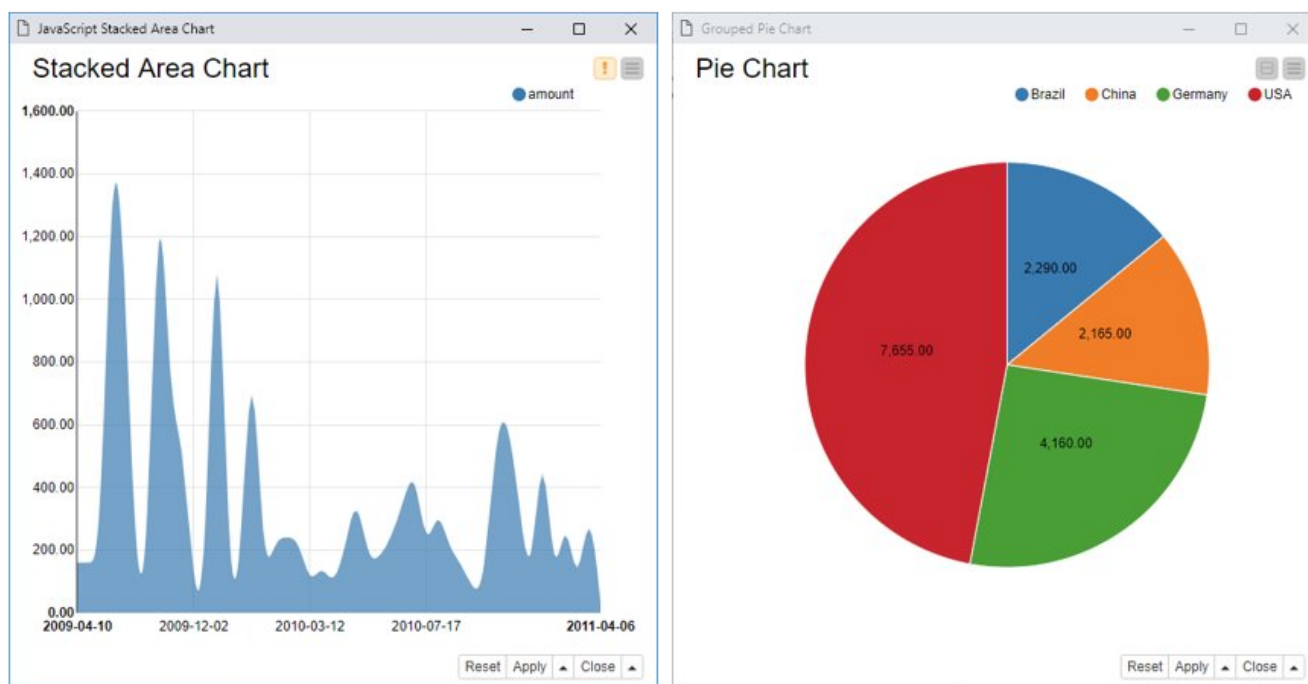 JavaScript Stacked Area Chart
Stacked Area Chart
amount
1,600.00
1,400.00
1,200.00
1,000.00
800.00
600.00
400.00
200.00
0.00
2009-04-10 2009-12-02 2010-03-12 2010-07-17 2011-04-06
Reset Apply Close
Grouped Pie Chart
Pie Chart
Brazil China Germany USA
2,290.00
7,655.00
2,165.00
4,160.00
Reset Apply Close